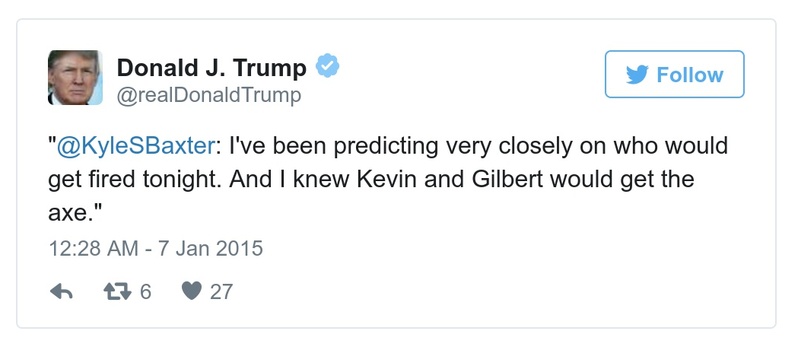 Donald J. Trump
@realDonaldTrump
Follow
"@KyleSBaxter: I've been predicting very closely on who would
get fired tonight. And I knew Kevin and Gilbert would get the
axe."
12:28 AM - 7 Jan 2015
6 27